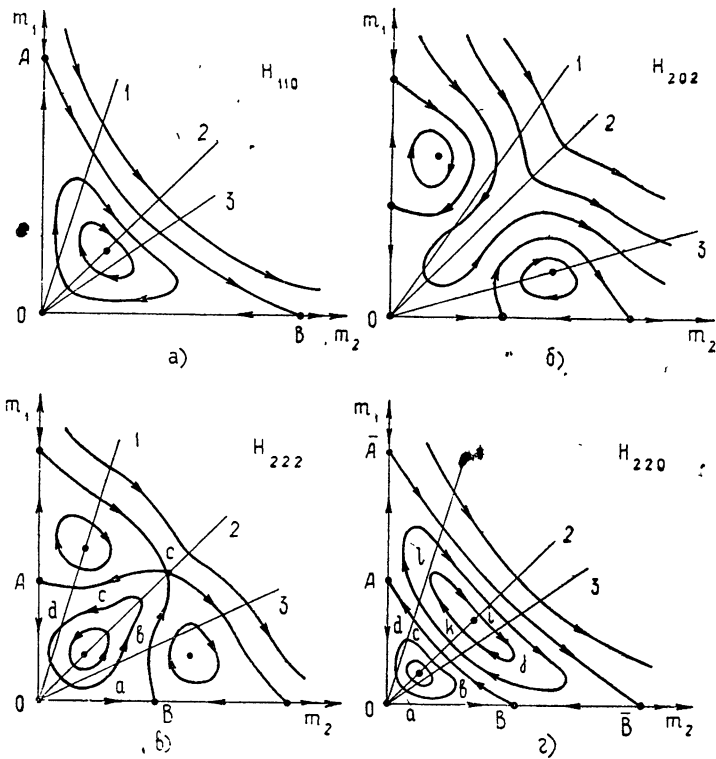 m₁
A
H₁₁₀
1
2
3
0
B
m₂
а)
m₁
H₂₀₂
1
2
3
0
m₂
б)
m₁
H₂₂₂
1
2
c
A
c
3
d
b
a
0
B
m₂
в)
m₁
Ā
H₂₂₀
2
l
A
3
d
c
k
i
j
b
0
a
B
B̄
m₂
г)